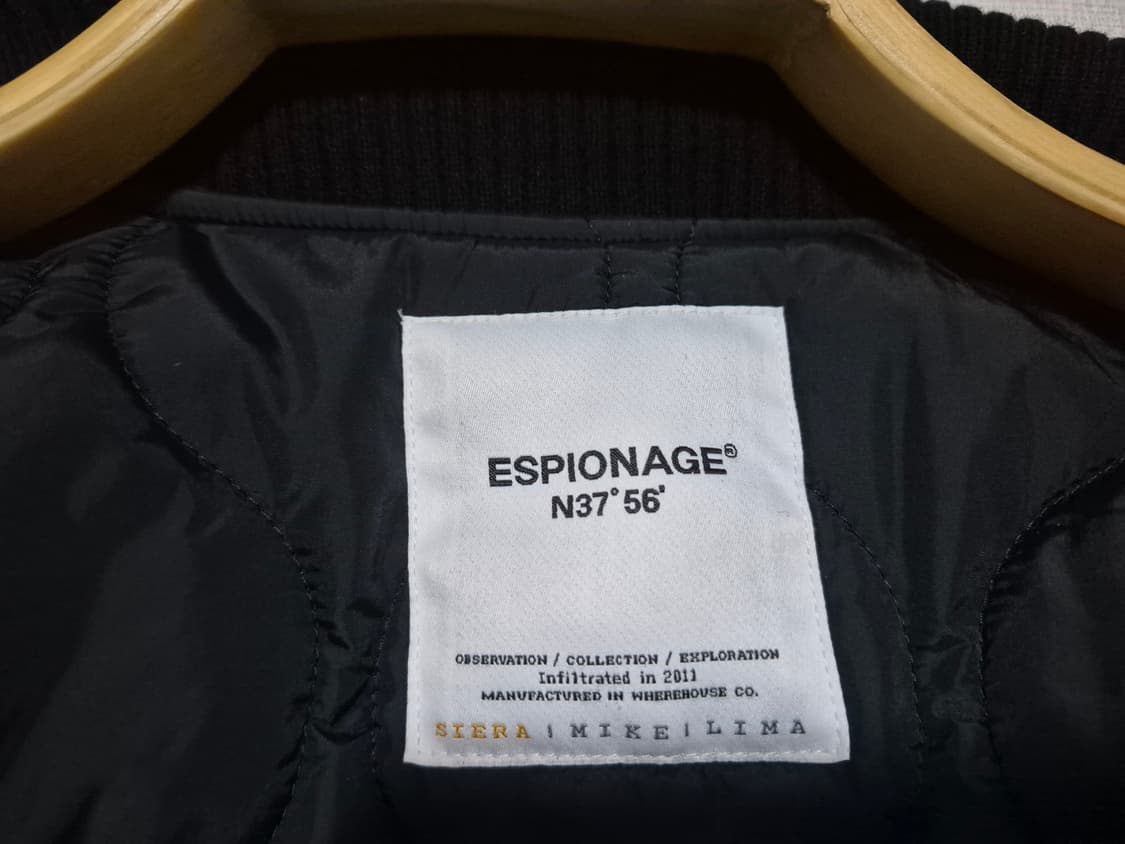 ESPIONAGE®
N37° 56'
OBSERVATION / COLLECTION / EXPLORATION
Infiltrated in 2011
MANUFACTURED IN WHEREHOUSE CO.
SIERA | MIKE | LIMA